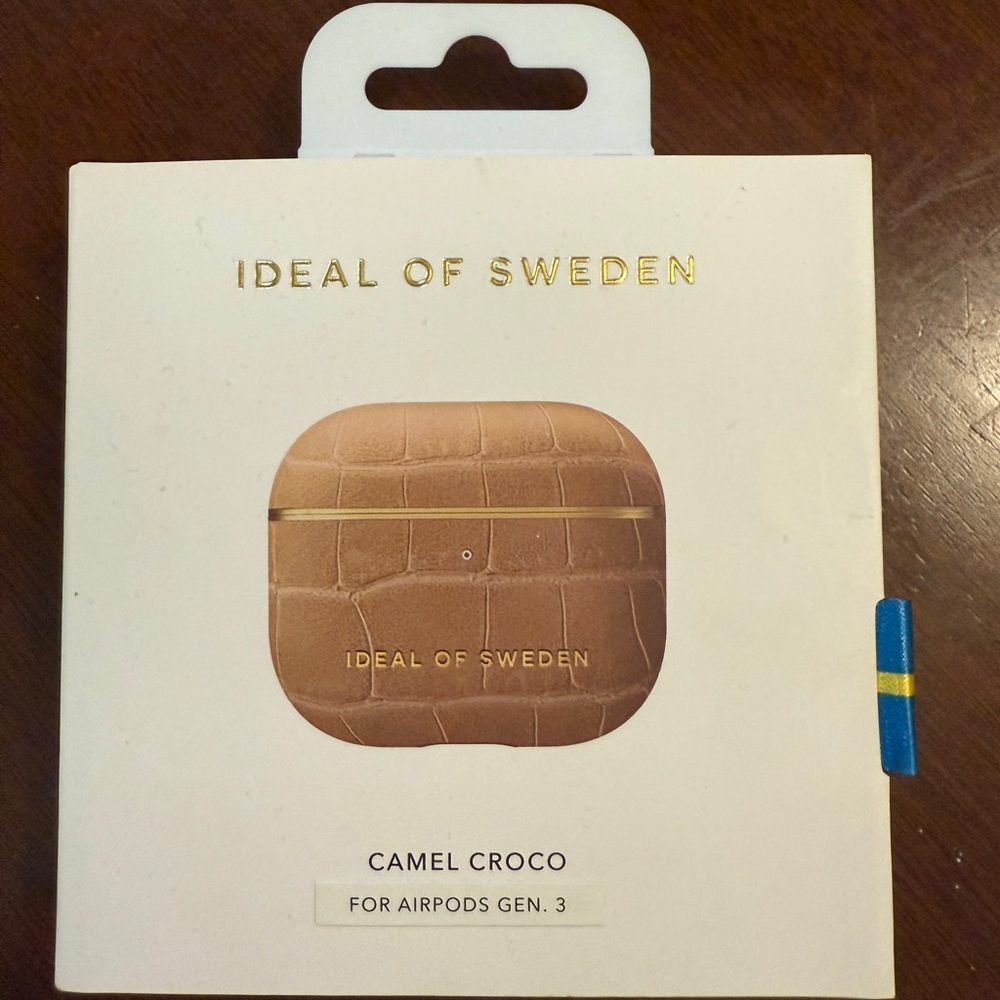 IDEAL OF SWEDEN
IDEAL OF SWEDEN
CAMEL CROCO
FOR AIRPODS GEN. 3